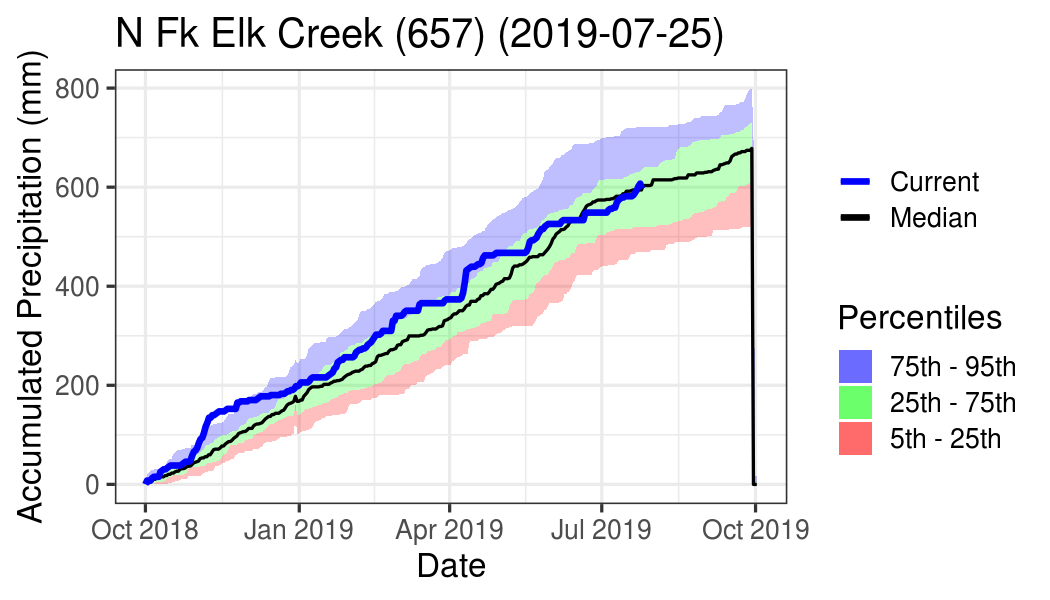 N Fk Elk Creek (657) (2019-07-25)
Accumulated Precipitation (mm)
800
600
400
200
0
Oct 2018
Jan 2019
Apr 2019
Jul 2019
Oct 2019
Date
Current
Median
Percentiles
75th - 95th
25th - 75th
5th - 25th